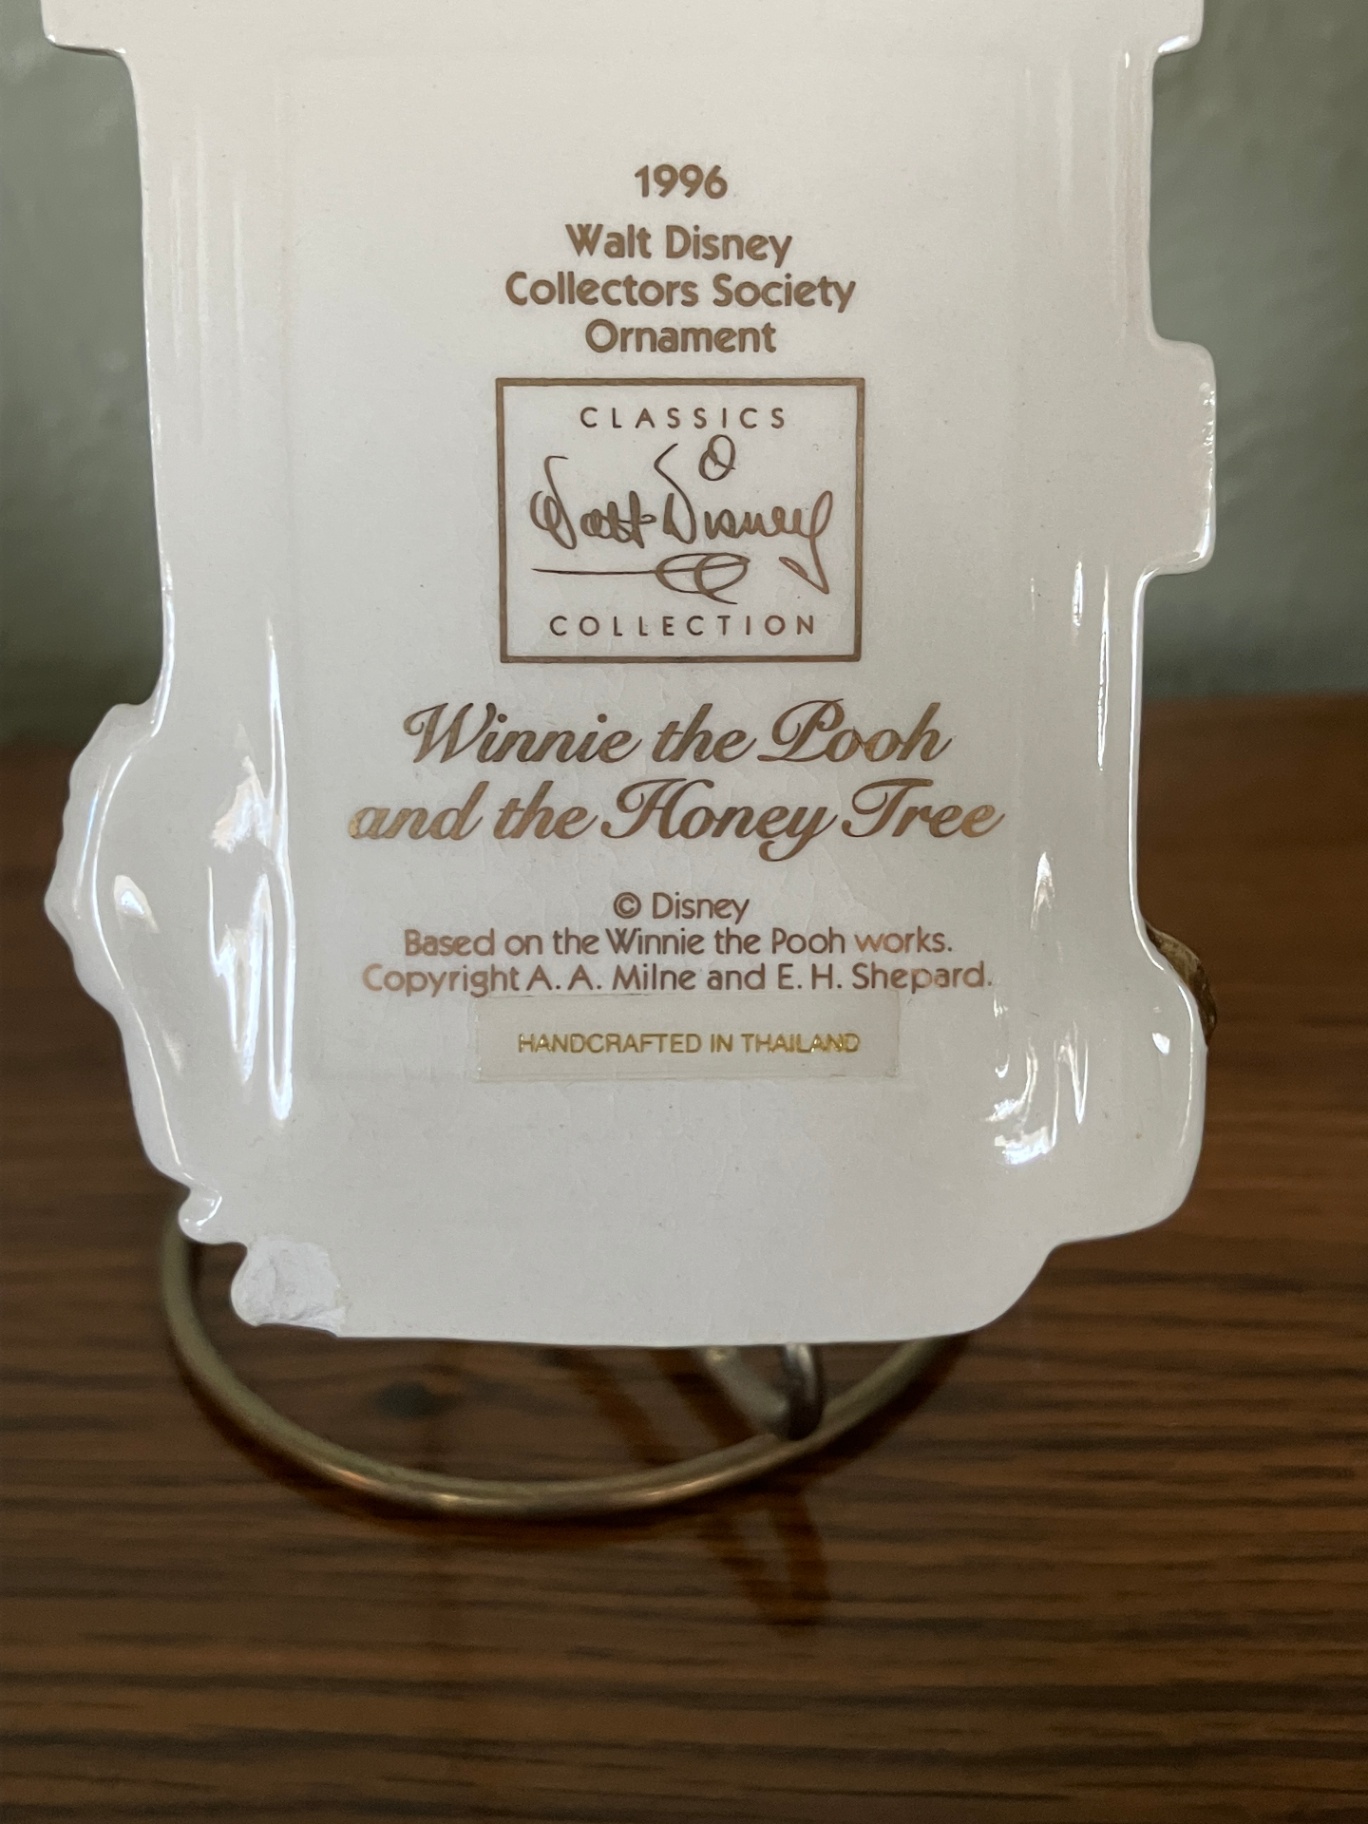 1996
Walt Disney
Collectors Society
Ornament
CLASSICS
Walt Disney
COLLECTION
Winnie the Pooh
and the Honey Tree
© Disney
Based on the Winnie the Pooh works.
Copyright A. A. Milne and E. H. Shepard.
HANDCRAFTED IN THAILAND